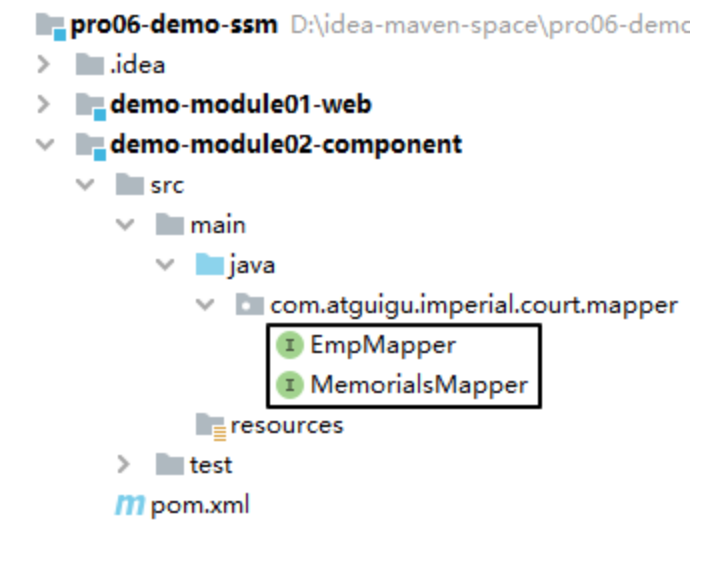 pro06-demo-ssm D:\idea-maven-space\pro06-demo
.idea
demo-module01-web
demo-module02-component
src
main
java
com.atguigu.imperial.court.mapper
I EmpMapper
I MemorialsMapper
resources
test
m pom.xml